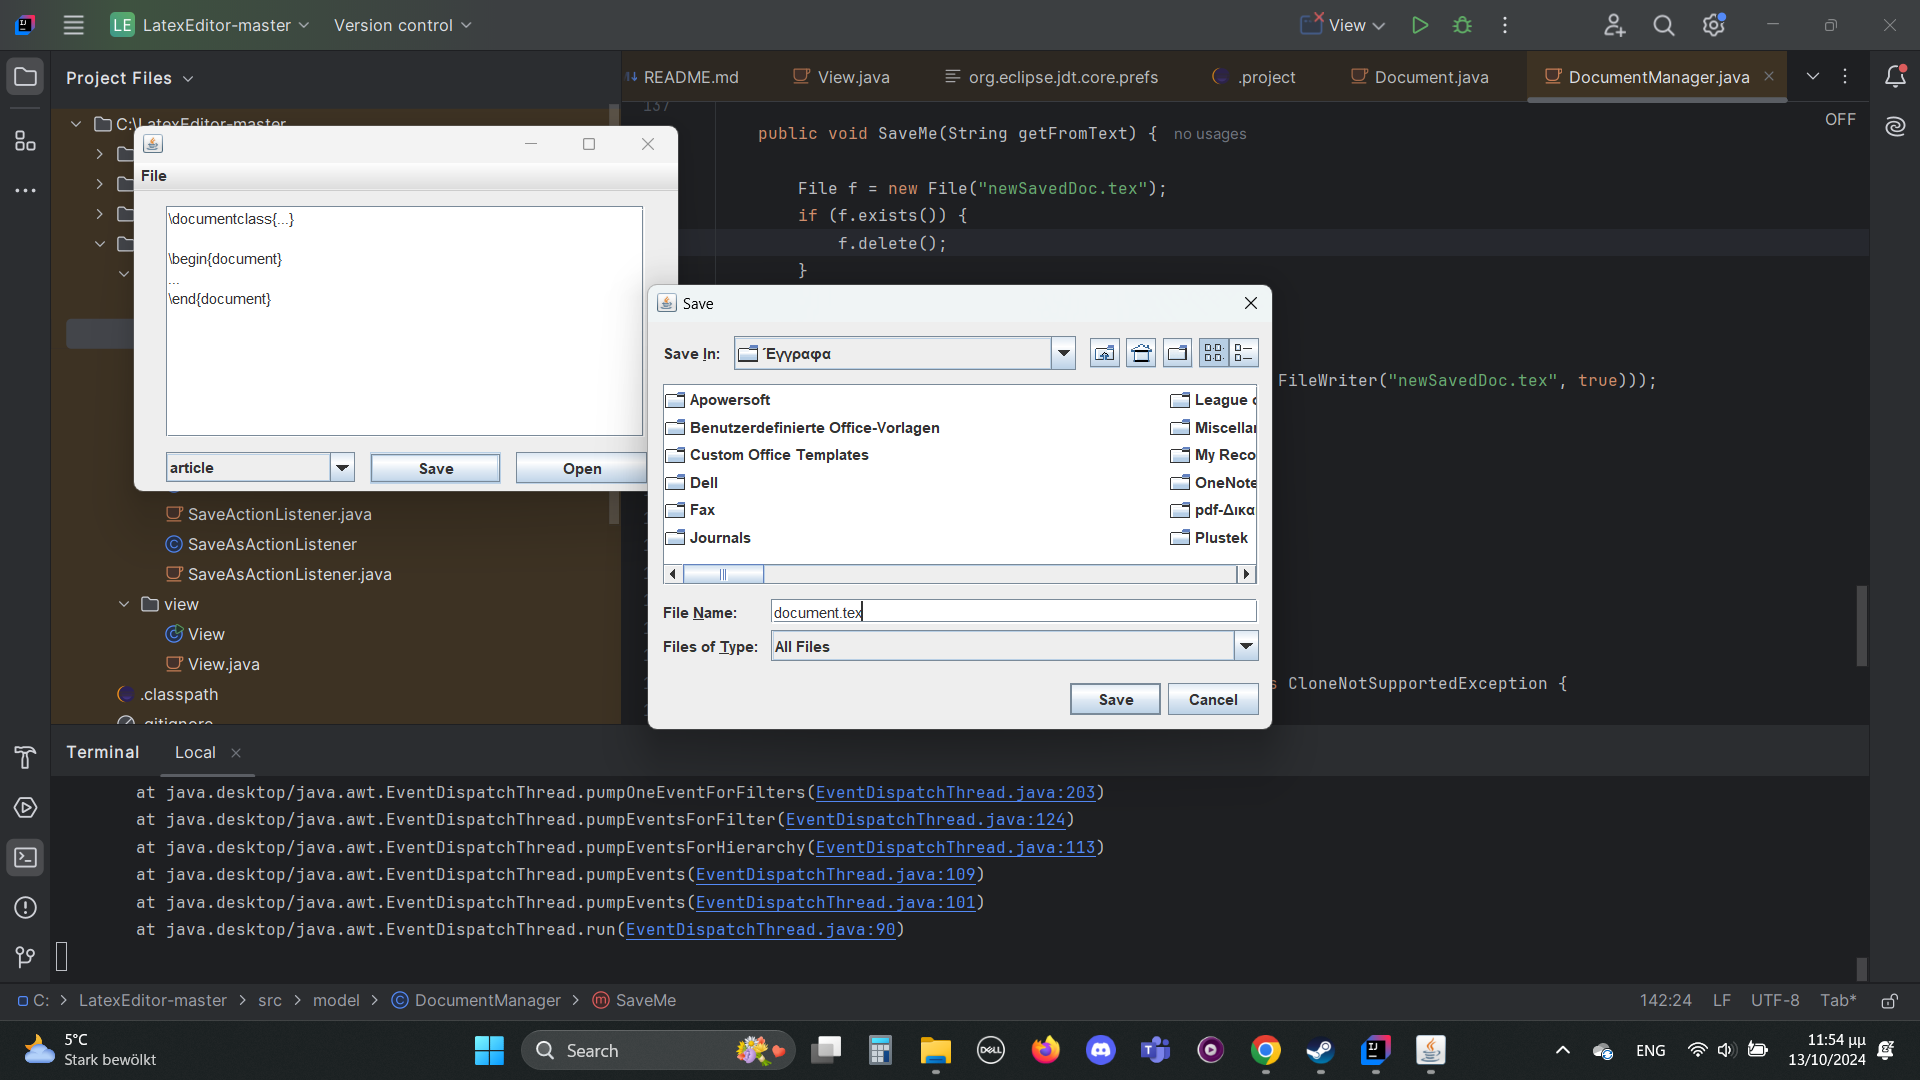 LE LatexEditor-master Version control View
Project Files
README.md View.java org.eclipse.jdt.core.prefs .project Document.java DocumentManager.java
137
C:\LatexEditor-master
OFF
public void SaveMe(String getFromText) { no usages
File f = new File("newSavedDoc.tex");
if (f.exists()) {
f.delete();
}
FileWriter("newSavedDoc.tex", true)));
CloneNotSupportedException {
File
\documentclass{...}
\begin{document}
...
\end{document}
article Save Open
Save
Save In: Έγγραφα
Apowersoft
Benutzerdefinierte Office-Vorlagen
Custom Office Templates
Dell
Fax
Journals
League
Miscellar
My Reco
OneNote
pdf-Δικα
Plustek
File Name: document.tex
Files of Type: All Files
Save Cancel
SaveActionListener.java
SaveAsActionListener
SaveAsActionListener.java
view
View
View.java
.classpath
.gitignore
Terminal Local
at java.desktop/java.awt.EventDispatchThread.pumpOneEventForFilters(EventDispatchThread.java:203)
at java.desktop/java.awt.EventDispatchThread.pumpEventsForFilter(EventDispatchThread.java:124)
at java.desktop/java.awt.EventDispatchThread.pumpEventsForHierarchy(EventDispatchThread.java:113)
at java.desktop/java.awt.EventDispatchThread.pumpEvents(EventDispatchThread.java:109)
at java.desktop/java.awt.EventDispatchThread.pumpEvents(EventDispatchThread.java:101)
at java.desktop/java.awt.EventDispatchThread.run(EventDispatchThread.java:90)
C: > LatexEditor-master > src > model > DocumentManager > SaveMe
142:24 LF UTF-8 Tab*
5°C
Stark bewölkt
Search
DELL
ENG
11:54 μμ
13/10/2024